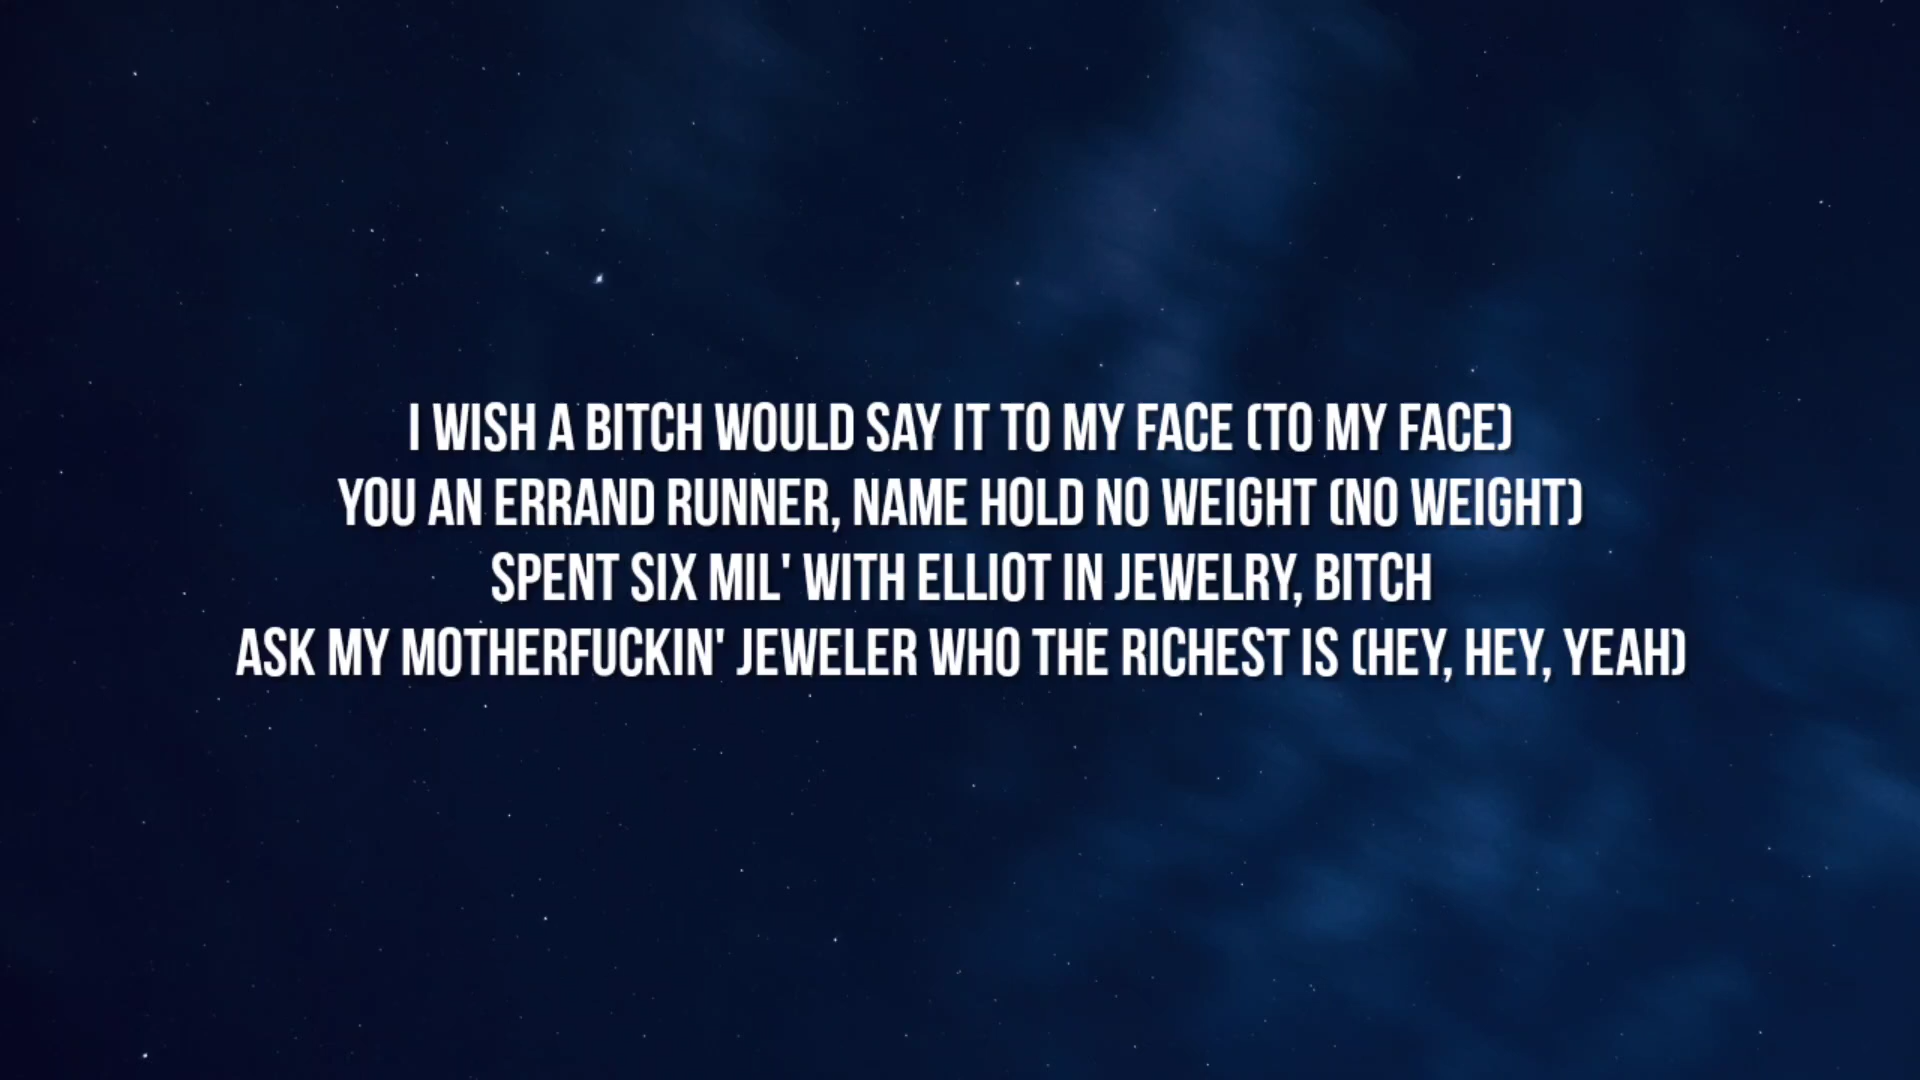 I WISH A BITCH WOULD SAY IT TO MY FACE (TO MY FACE)
YOU AN ERRAND RUNNER, NAME HOLD NO WEIGHT (NO WEIGHT)
SPENT SIX MIL' WITH ELLIOT IN JEWELRY, BITCH
ASK MY MOTHERFUCKIN' JEWELER WHO THE RICHEST IS (HEY, HEY, YEAH)